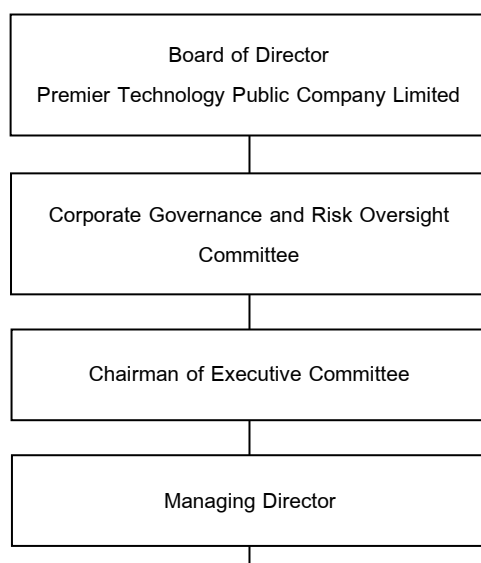 Board of Director
Premier Technology Public Company Limited
Corporate Governance and Risk Oversight
Committee
Chairman of Executive Committee
Managing Director